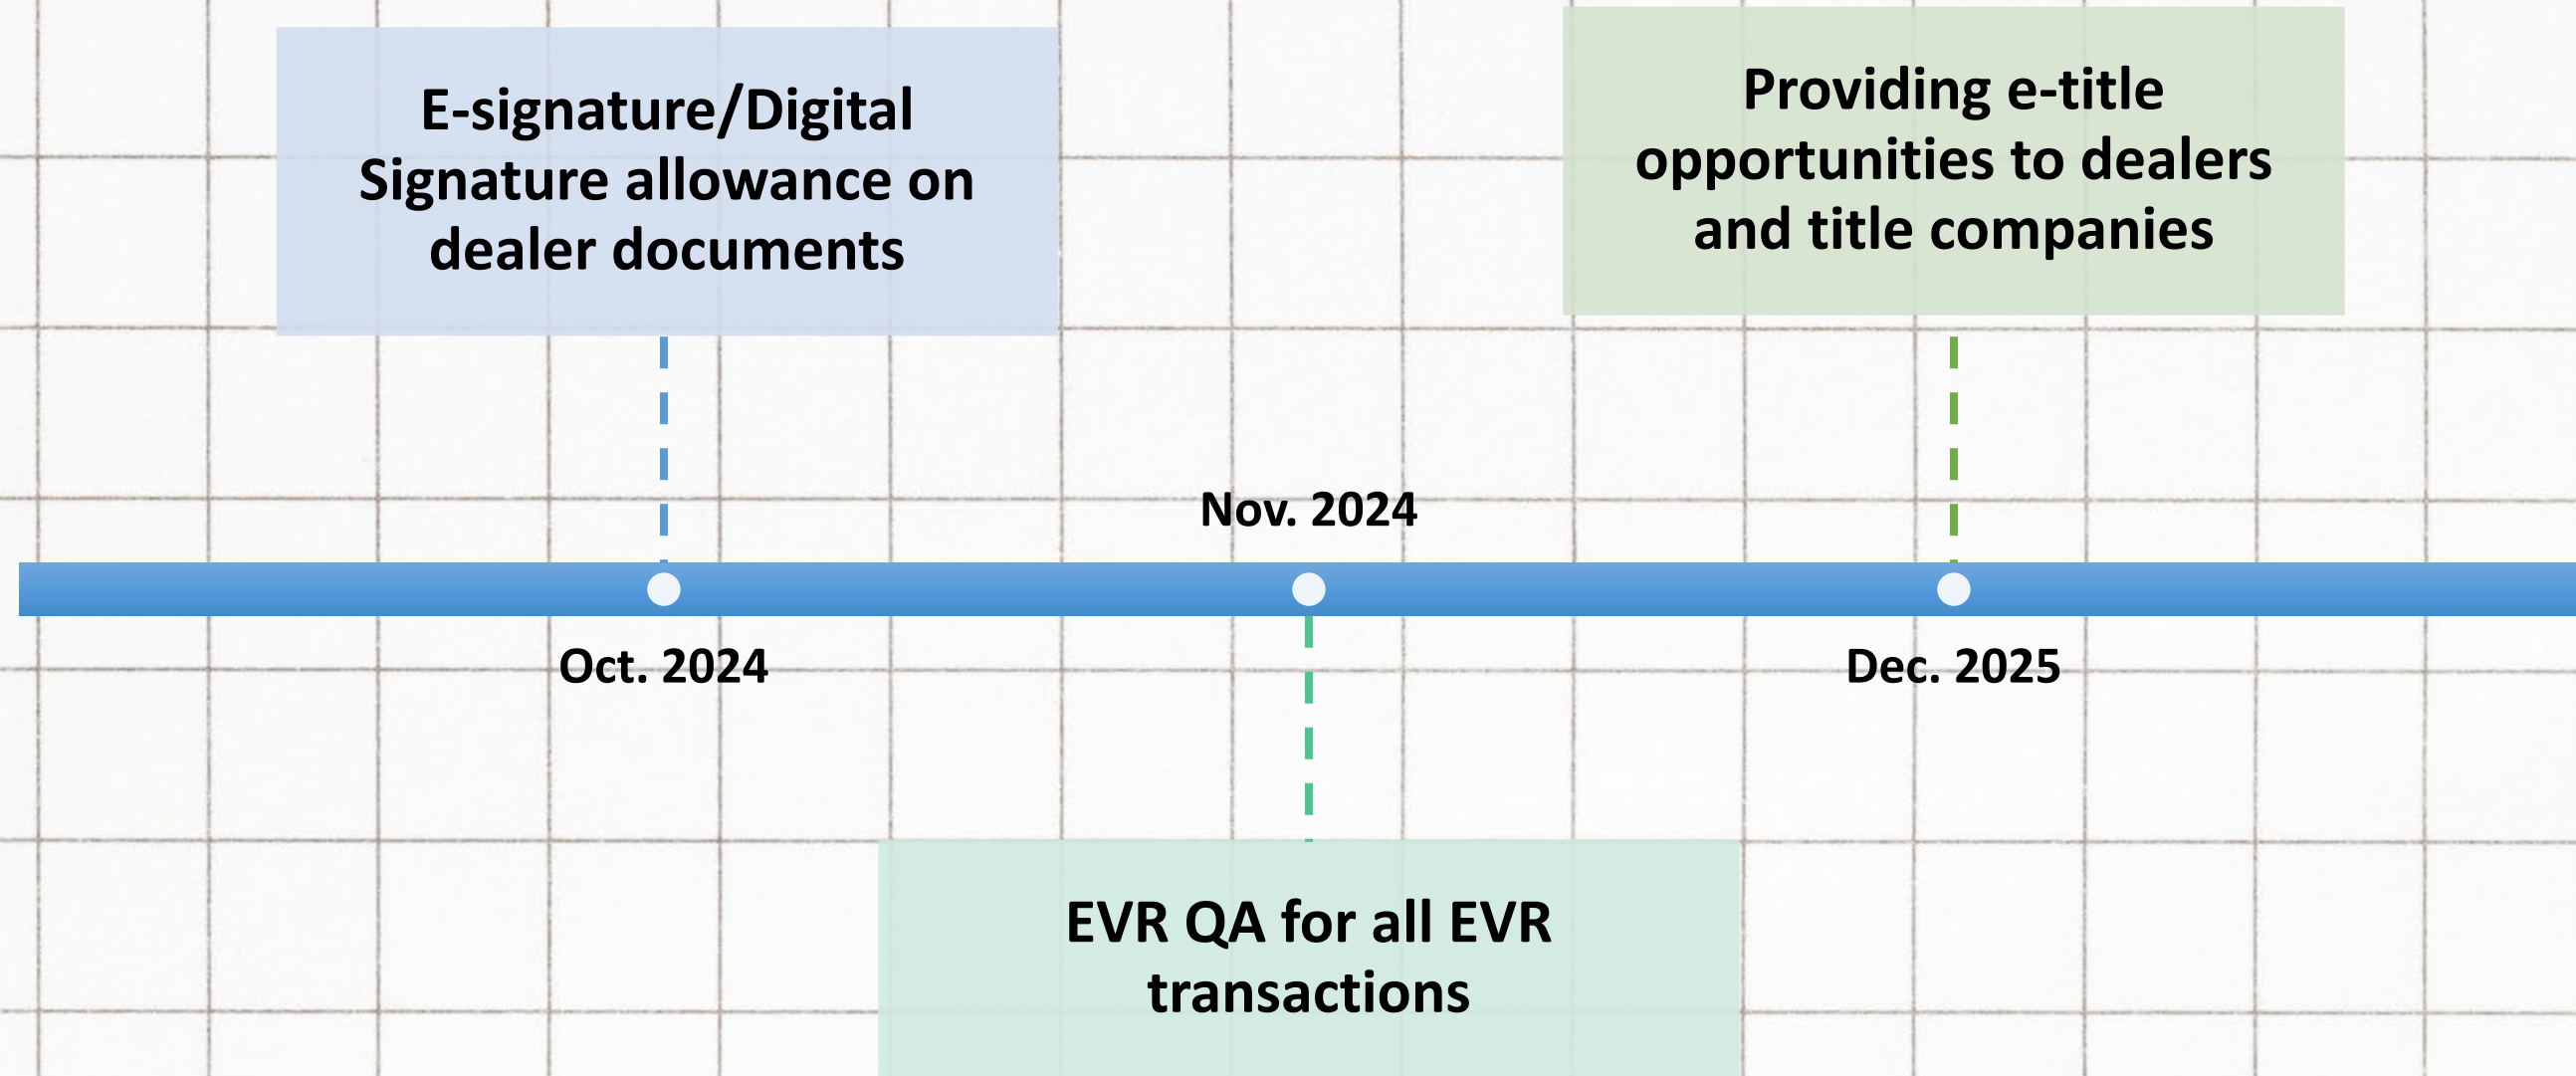 E-signature/Digital
Signature allowance on
dealer documents
Providing e-title
opportunities to dealers
and title companies
Nov. 2024
Oct. 2024
Dec. 2025
EVR QA for all EVR
transactions